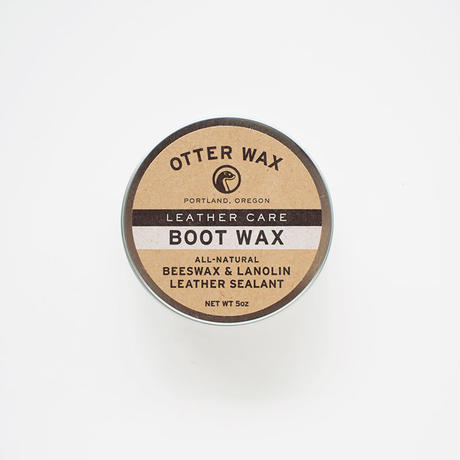 OTTER WAX
PORTLAND, OREGON
LEATHER CARE
BOOT WAX
ALL-NATURAL
BEESWAX & LANOLIN
LEATHER SEALANT
NET WT 5oz